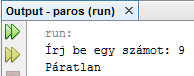 Output - paros (run)
run:
Írj be egy számot: 9
Páratlan